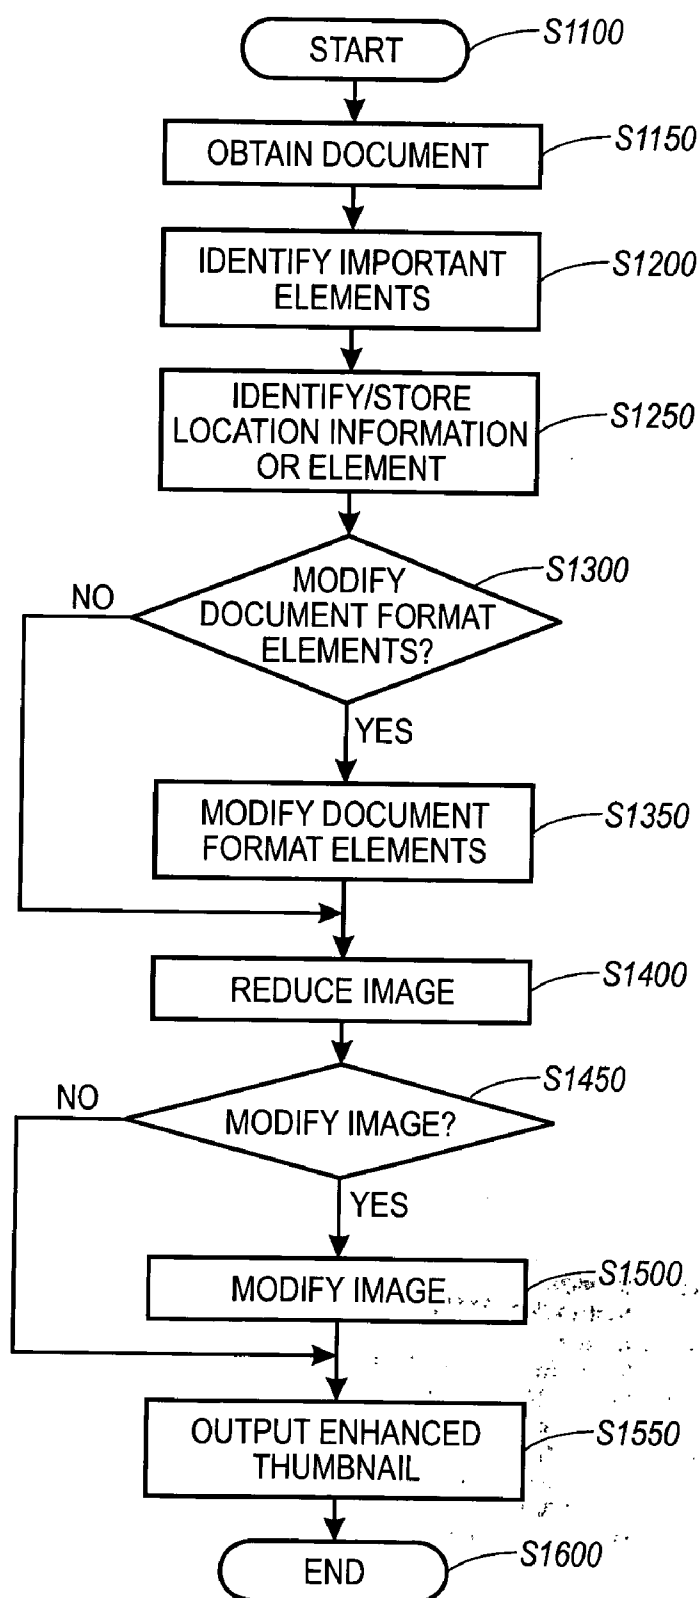 START
S1100
OBTAIN DOCUMENT
S1150
IDENTIFY IMPORTANT
ELEMENTS
S1200
IDENTIFY/STORE
LOCATION INFORMATION
OR ELEMENT
S1250
MODIFY
DOCUMENT FORMAT
ELEMENTS?
S1300
NO
YES
MODIFY DOCUMENT
FORMAT ELEMENTS
S1350
REDUCE IMAGE
S1400
MODIFY IMAGE?
S1450
NO
YES
MODIFY IMAGE
S1500
OUTPUT ENHANCED
THUMBNAIL
S1550
END
S1600